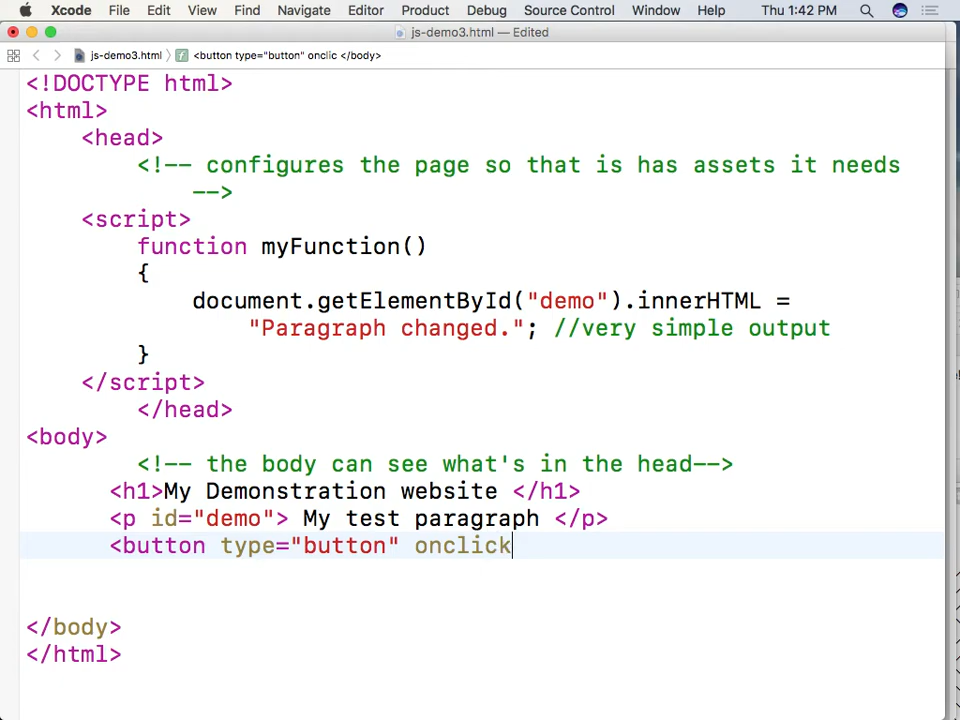 Xcode File Edit View Find Navigate Editor Product Debug Source Control Window Help Thu 1:42 PM
js-demo3.html — Edited
js-demo3.html <button type="button" onclic </body>
<!DOCTYPE html>
<html>
<head>
<!-- configures the page so that is has assets it needs
-->
<script>
function myFunction()
{
document.getElementById("demo").innerHTML =
"Paragraph changed."; //very simple output
}
</script>
</head>
<body>
<!-- the body can see what's in the head-->
<h1>My Demonstration website </h1>
<p id="demo"> My test paragraph </p>
<button type="button" onclick
</body>
</html>